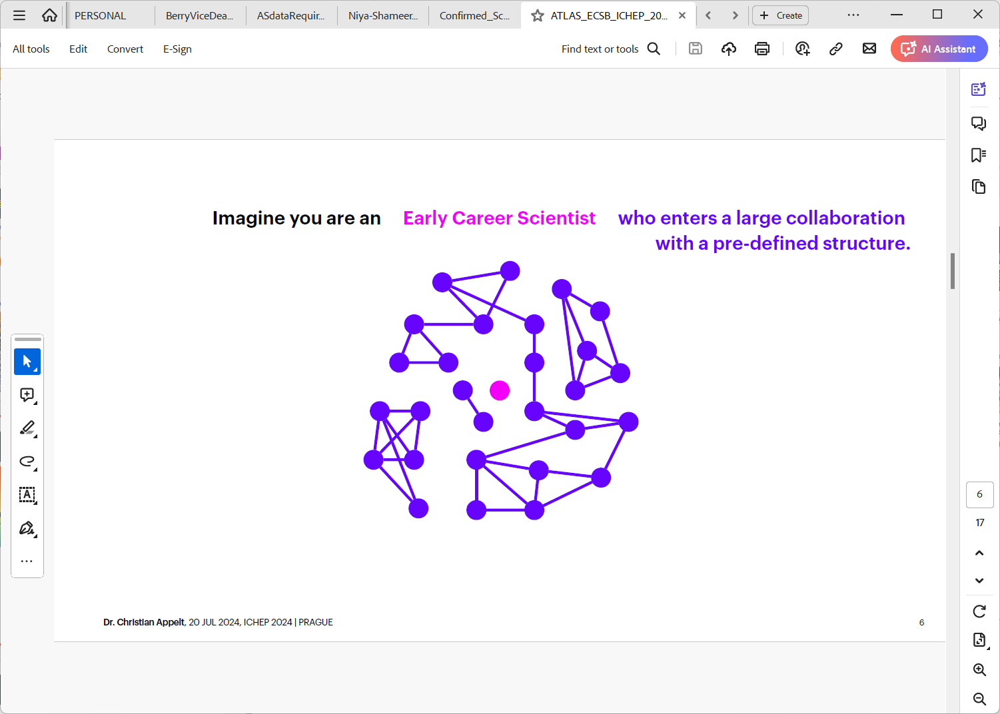 PERSONAL
BerryViceDea...
ASdataRequir...
Niya-Shameer...
Confirmed_Sc...
ATLAS_ECSB_ICHEP_20...
Create
All tools
Edit
Convert
E-Sign
Find text or tools
AI Assistant
Imagine you are an Early Career Scientist who enters a large collaboration
with a pre-defined structure.
A
6
17
Dr. Christian Appelt, 20 JUL 2024, ICHEP 2024 | PRAGUE
6